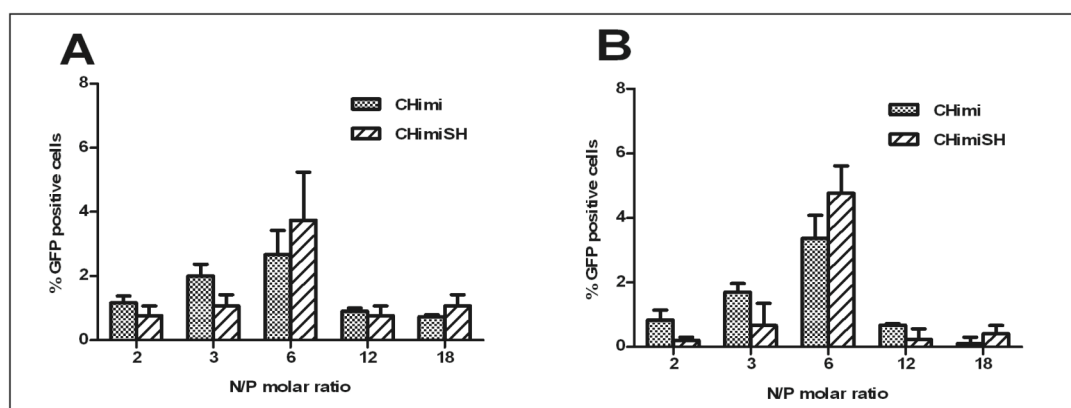 A
8
6
4
2
0
% GFP positive cells
CHimi
CHimiSH
2 3 6 12 18
N/P molar ratio
B
8
6
4
2
0
% GFP positive cells
CHimi
CHimiSH
2 3 6 12 18
N/P molar ratio